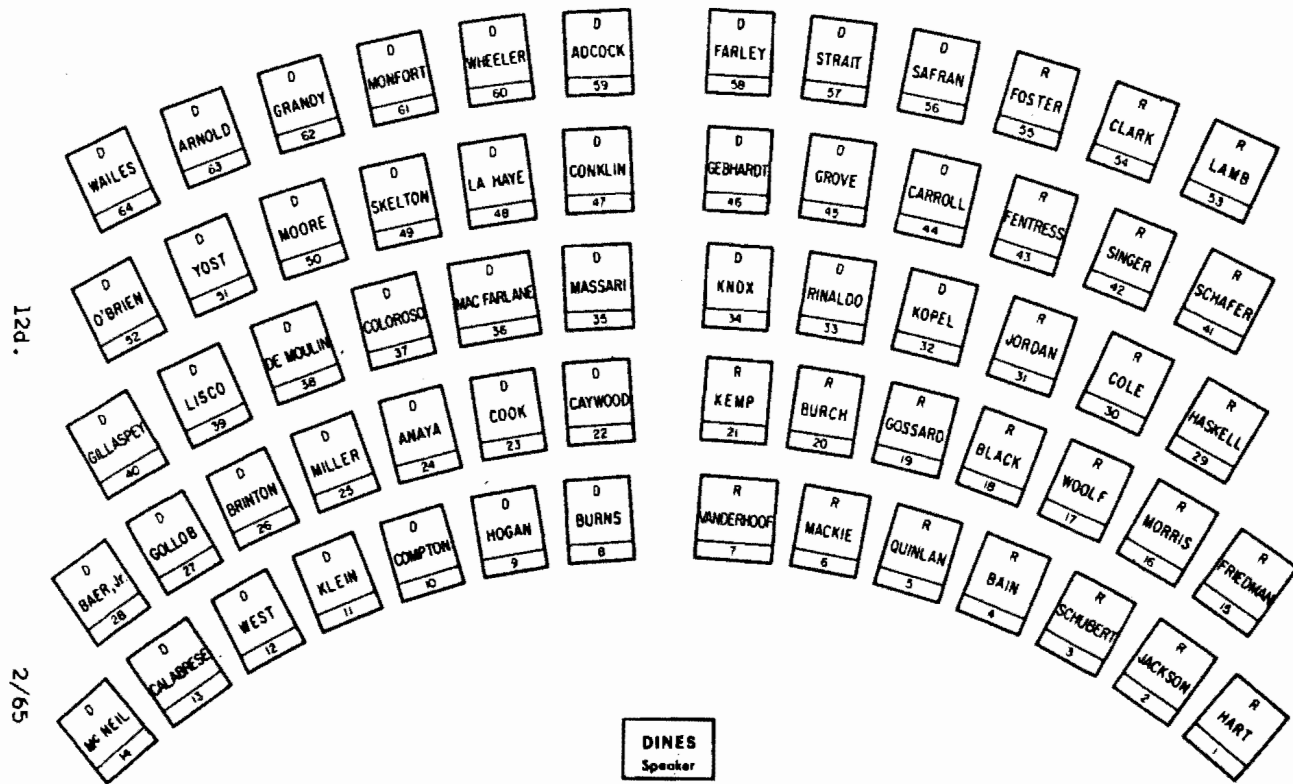 D
WAILES
64
D
ARNOLD
63
D
GRANDY
62
D
MONFORT
61
D
WHEELER
60
D
ADCOCK
59
D
FARLEY
58
D
STRAIT
57
D
SAFRAN
56
R
FOSTER
55
R
CLARK
54
R
LAMB
53
D
O'BRIEN
52
D
YOST
51
D
MOORE
50
D
SKELTON
49
D
LA HAYE
48
D
CONKLIN
47
D
GEBHARDT
46
D
GROVE
45
D
CARROLL
44
R
FENTRESS
43
R
SINGER
42
R
SCHAFER
41
D
GILLASPEY
40
D
LISCO
39
D
DE MOULIN
38
D
COLOROSO
37
D
MAC FARLANE
36
D
MASSARI
35
D
KNOX
34
D
RINALDO
33
D
KOPEL
32
R
JORDAN
31
R
COLE
30
R
HASKELL
29
D
BAER, Jr.
28
D
GOLLOB
27
D
BRINTON
26
D
MILLER
25
D
ANAYA
24
D
COOK
23
D
CAYWOOD
22
R
KEMP
21
R
BURCH
20
R
GOSSARD
19
R
BLACK
18
R
WOOLF
17
R
MORRIS
16
R
FRIEDMAN
15
D
McNEIL
14
D
CALABRESE
13
D
WEST
12
D
KLEIN
11
D
COMPTON
10
D
HOGAN
9
D
BURNS
8
R
VANDERHOOF
7
R
MACKIE
6
R
QUINLAN
5
R
BAIN
4
R
SCHUBERT
3
R
JACKSON
2
R
HART
1
DINES
Speaker
12d.
2/65